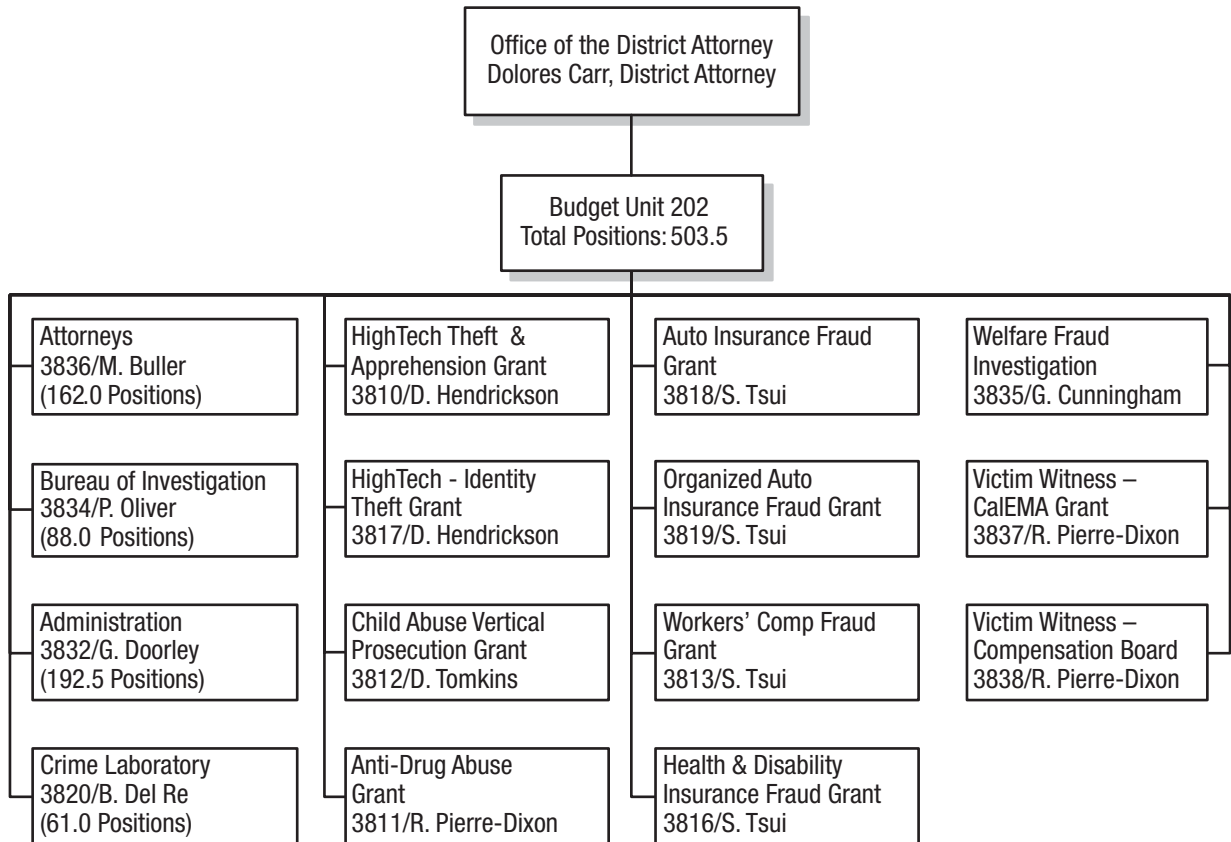 Office of the District Attorney
Dolores Carr, District Attorney
Budget Unit 202
Total Positions: 503.5
Attorneys
3836/M. Buller
(162.0 Positions)
Bureau of Investigation
3834/P. Oliver
(88.0 Positions)
Administration
3832/G. Doorley
(192.5 Positions)
Crime Laboratory
3820/B. Del Re
(61.0 Positions)
HighTech Theft &
Apprehension Grant
3810/D. Hendrickson
HighTech - Identity
Theft Grant
3817/D. Hendrickson
Child Abuse Vertical
Prosecution Grant
3812/D. Tomkins
Anti-Drug Abuse
Grant
3811/R. Pierre-Dixon
Auto Insurance Fraud
Grant
3818/S. Tsui
Organized Auto
Insurance Fraud Grant
3819/S. Tsui
Workers’ Comp Fraud
Grant
3813/S. Tsui
Health & Disability
Insurance Fraud Grant
3816/S. Tsui
Welfare Fraud
Investigation
3835/G. Cunningham
Victim Witness –
CalEMA Grant
3837/R. Pierre-Dixon
Victim Witness –
Compensation Board
3838/R. Pierre-Dixon